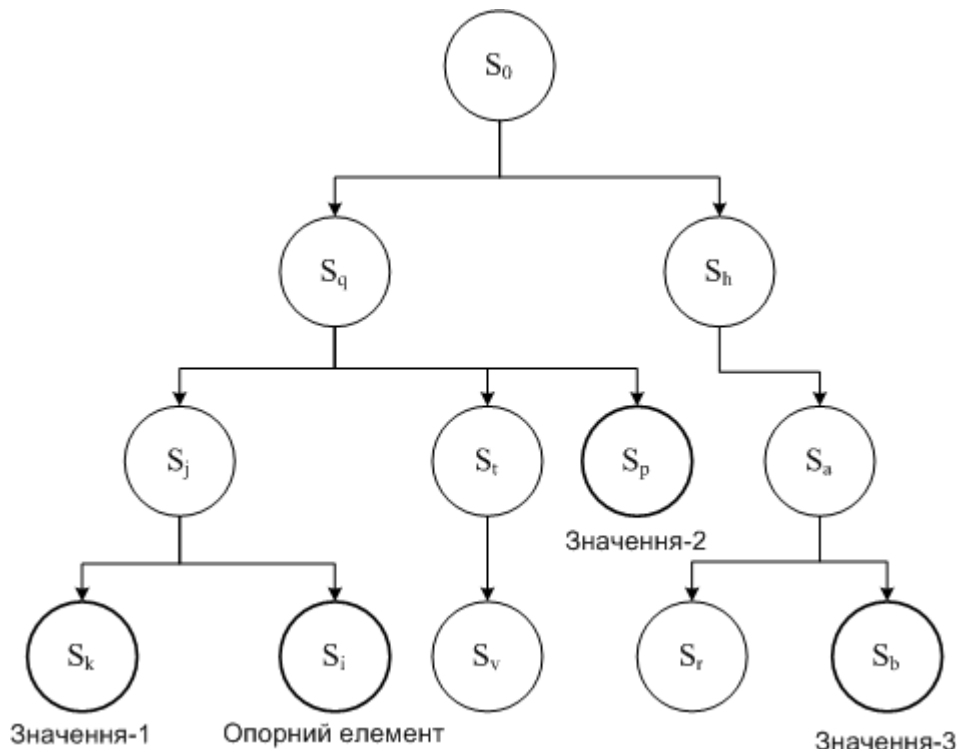 S₀
Sq Sh
Sj St Sp Sa
Значення-2
Sk Si Sv Sr Sb
Значення-1 Опорний елемент Значення-3